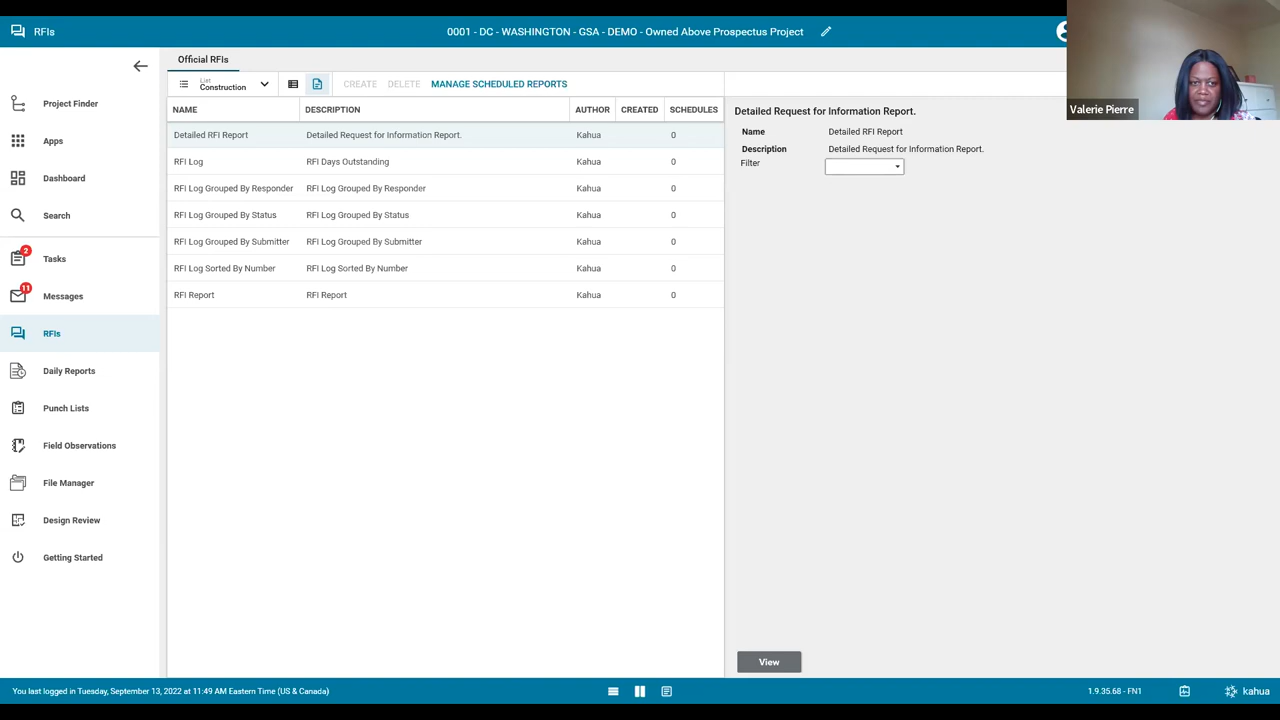 RFIs
0001 - DC - WASHINGTON - GSA - DEMO - Owned Above Prospectus Project
Valerie Pierre
Project Finder
Apps
Dashboard
Search
2
Tasks
11
Messages
RFIs
Daily Reports
Punch Lists
Field Observations
File Manager
Design Review
Getting Started
Official RFIs
List
Construction
CREATE DELETE MANAGE SCHEDULED REPORTS
NAME DESCRIPTION AUTHOR CREATED SCHEDULES
Detailed RFI Report Detailed Request for Information Report. Kahua 0
RFI Log RFI Days Outstanding Kahua 0
RFI Log Grouped By Responder RFI Log Grouped By Responder Kahua 0
RFI Log Grouped By Status RFI Log Grouped By Status Kahua 0
RFI Log Grouped By Submitter RFI Log Grouped By Submitter Kahua 0
RFI Log Sorted By Number RFI Log Sorted By Number Kahua 0
RFI Report RFI Report Kahua 0
Detailed Request for Information Report.
Name Detailed RFI Report
Description Detailed Request for Information Report.
Filter
View
You last logged in Tuesday, September 13, 2022 at 11:49 AM Eastern Time (US & Canada)
1.9.35.68 - FN1
kahua